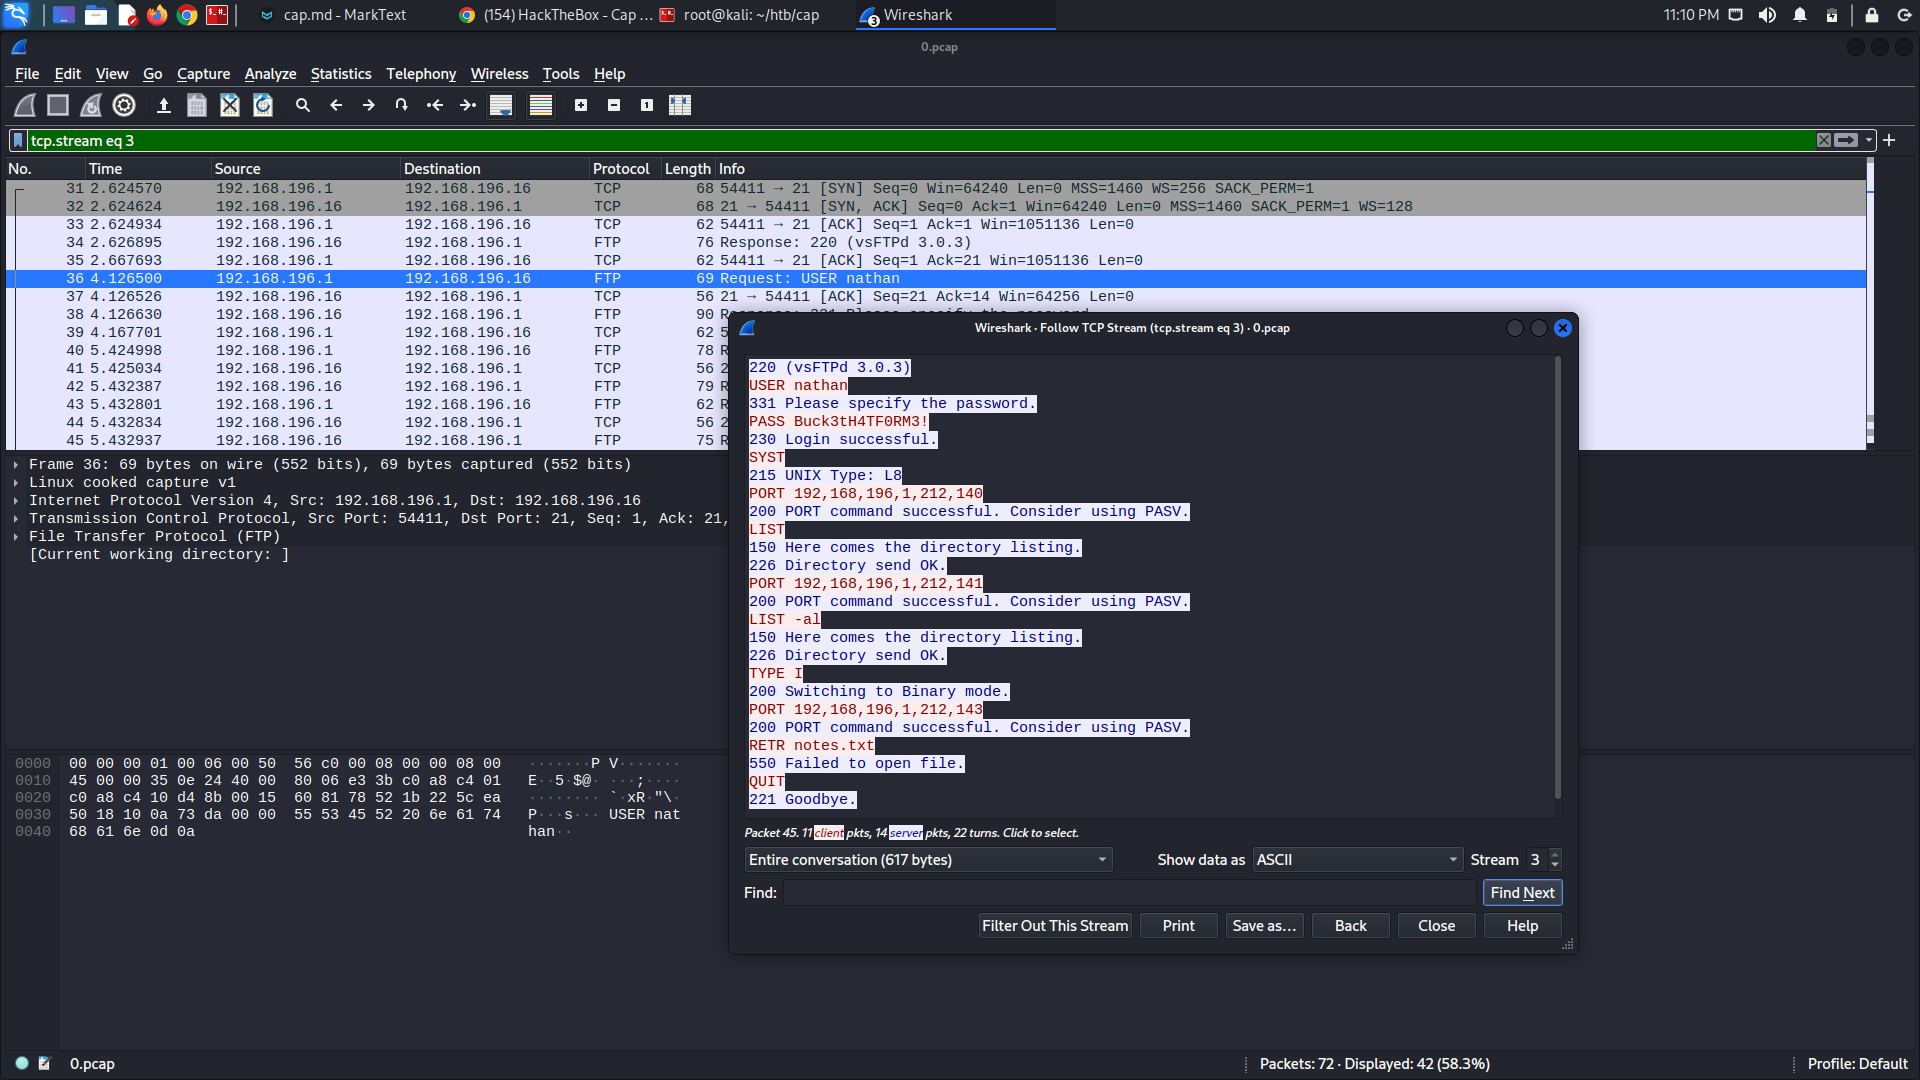 cap.md - MarkText
(154) HackTheBox - Cap ...
root@kali: ~/htb/cap
3
Wireshark
11:10 PM
0.pcap
File Edit View Go Capture Analyze Statistics Telephony Wireless Tools Help
tcp.stream eq 3
No. Time Source Destination Protocol Length Info
31 2.624570 192.168.196.1 192.168.196.16 TCP 68 54411 → 21 [SYN] Seq=0 Win=64240 Len=0 MSS=1460 WS=256 SACK_PERM=1
32 2.624624 192.168.196.16 192.168.196.1 TCP 68 21 → 54411 [SYN, ACK] Seq=0 Ack=1 Win=64240 Len=0 MSS=1460 SACK_PERM=1 WS=128
33 2.624934 192.168.196.1 192.168.196.16 TCP 62 54411 → 21 [ACK] Seq=1 Ack=1 Win=1051136 Len=0
34 2.626895 192.168.196.16 192.168.196.1 FTP 76 Response: 220 (vsFTPd 3.0.3)
35 2.667693 192.168.196.1 192.168.196.16 TCP 62 54411 → 21 [ACK] Seq=1 Ack=21 Win=1051136 Len=0
36 4.126500 192.168.196.1 192.168.196.16 FTP 69 Request: USER nathan
37 4.126526 192.168.196.16 192.168.196.1 TCP 56 21 → 54411 [ACK] Seq=21 Ack=14 Win=64256 Len=0
38 4.126630 192.168.196.16 192.168.196.1 FTP 90
39 4.167701 192.168.196.1 192.168.196.16 TCP 62 5
40 5.424998 192.168.196.1 192.168.196.16 FTP 78 R
41 5.425034 192.168.196.16 192.168.196.1 TCP 56 2
42 5.432387 192.168.196.16 192.168.196.1 FTP 79 R
43 5.432801 192.168.196.1 192.168.196.16 FTP 62 R
44 5.432834 192.168.196.16 192.168.196.1 TCP 56 2
45 5.432937 192.168.196.16 192.168.196.1 FTP 75 R
Frame 36: 69 bytes on wire (552 bits), 69 bytes captured (552 bits)
Linux cooked capture v1
Internet Protocol Version 4, Src: 192.168.196.1, Dst: 192.168.196.16
Transmission Control Protocol, Src Port: 54411, Dst Port: 21, Seq: 1, Ack: 21,
File Transfer Protocol (FTP)
[Current working directory: ]
0000 00 00 00 01 00 06 00 50 56 c0 00 08 00 00 08 00 ·······P V·······
0010 45 00 00 35 0e 24 40 00 80 06 e3 3b c0 a8 c4 01 E··5·$@· ···;····
0020 c0 a8 c4 10 d4 8b 00 15 60 81 78 52 1b 22 5c ea ········ `·xR·"\·
0030 50 18 10 0a 73 da 00 00 55 53 45 52 20 6e 61 74 P···s··· USER nat
0040 68 61 6e 0d 0a han··
Wireshark · Follow TCP Stream (tcp.stream eq 3) · 0.pcap
220 (vsFTPd 3.0.3)
USER nathan
331 Please specify the password.
PASS Buck3tH4TF0RM3!
230 Login successful.
SYST
215 UNIX Type: L8
PORT 192,168,196,1,212,140
200 PORT command successful. Consider using PASV.
LIST
150 Here comes the directory listing.
226 Directory send OK.
PORT 192,168,196,1,212,141
200 PORT command successful. Consider using PASV.
LIST -al
150 Here comes the directory listing.
226 Directory send OK.
TYPE I
200 Switching to Binary mode.
PORT 192,168,196,1,212,143
200 PORT command successful. Consider using PASV.
RETR notes.txt
550 Failed to open file.
QUIT
221 Goodbye.
Packet 45. 11 client pkts, 14 server pkts, 22 turns. Click to select.
Entire conversation (617 bytes)
Show data as ASCII
Stream 3
Find:
Find Next
Filter Out This Stream
Print
Save as...
Back
Close
Help
0.pcap
Packets: 72 · Displayed: 42 (58.3%)
Profile: Default